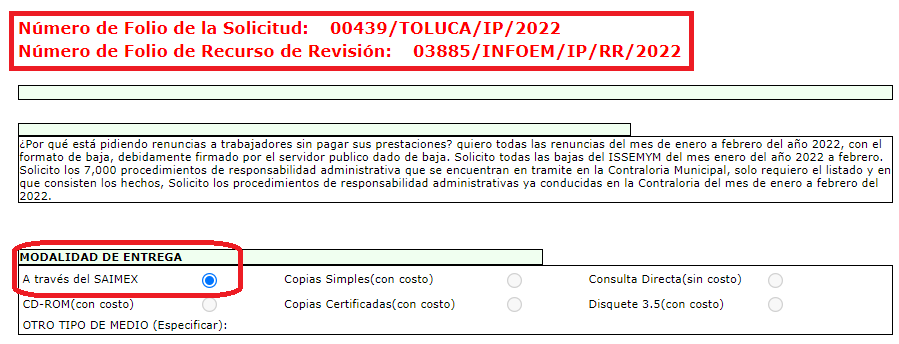 Número de Folio de la Solicitud: 00439/TOLUCA/IP/2022
Número de Folio de Recurso de Revisión: 03885/INFOEM/IP/RR/2022
¿Por qué está pidiendo renuncias a trabajadores sin pagar sus prestaciones? quiero todas las renuncias del mes de enero a febrero del año 2022, con el
formato de baja, debidamente firmado por el servidor publico dado de baja. Solicito todas las bajas del ISSEMYM del mes enero del año 2022 a febrero.
Solicito los 7,000 procedimientos de responsabilidad administrativa que se encuentran en tramite en la Contraloria Municipal, solo requiero el listado y en
que consisten los hechos, Solicito los procedimientos de responsabilidad administrativas ya conducidas en la Contraloria del mes de enero a febrero del
2022.
MODALIDAD DE ENTREGA
A través del SAIMEX Copias Simples(con costo) Consulta Directa(sin costo)
CD-ROM(con costo) Copias Certificadas(con costo) Disquete 3.5(con costo)
OTRO TIPO DE MEDIO (Especificar):